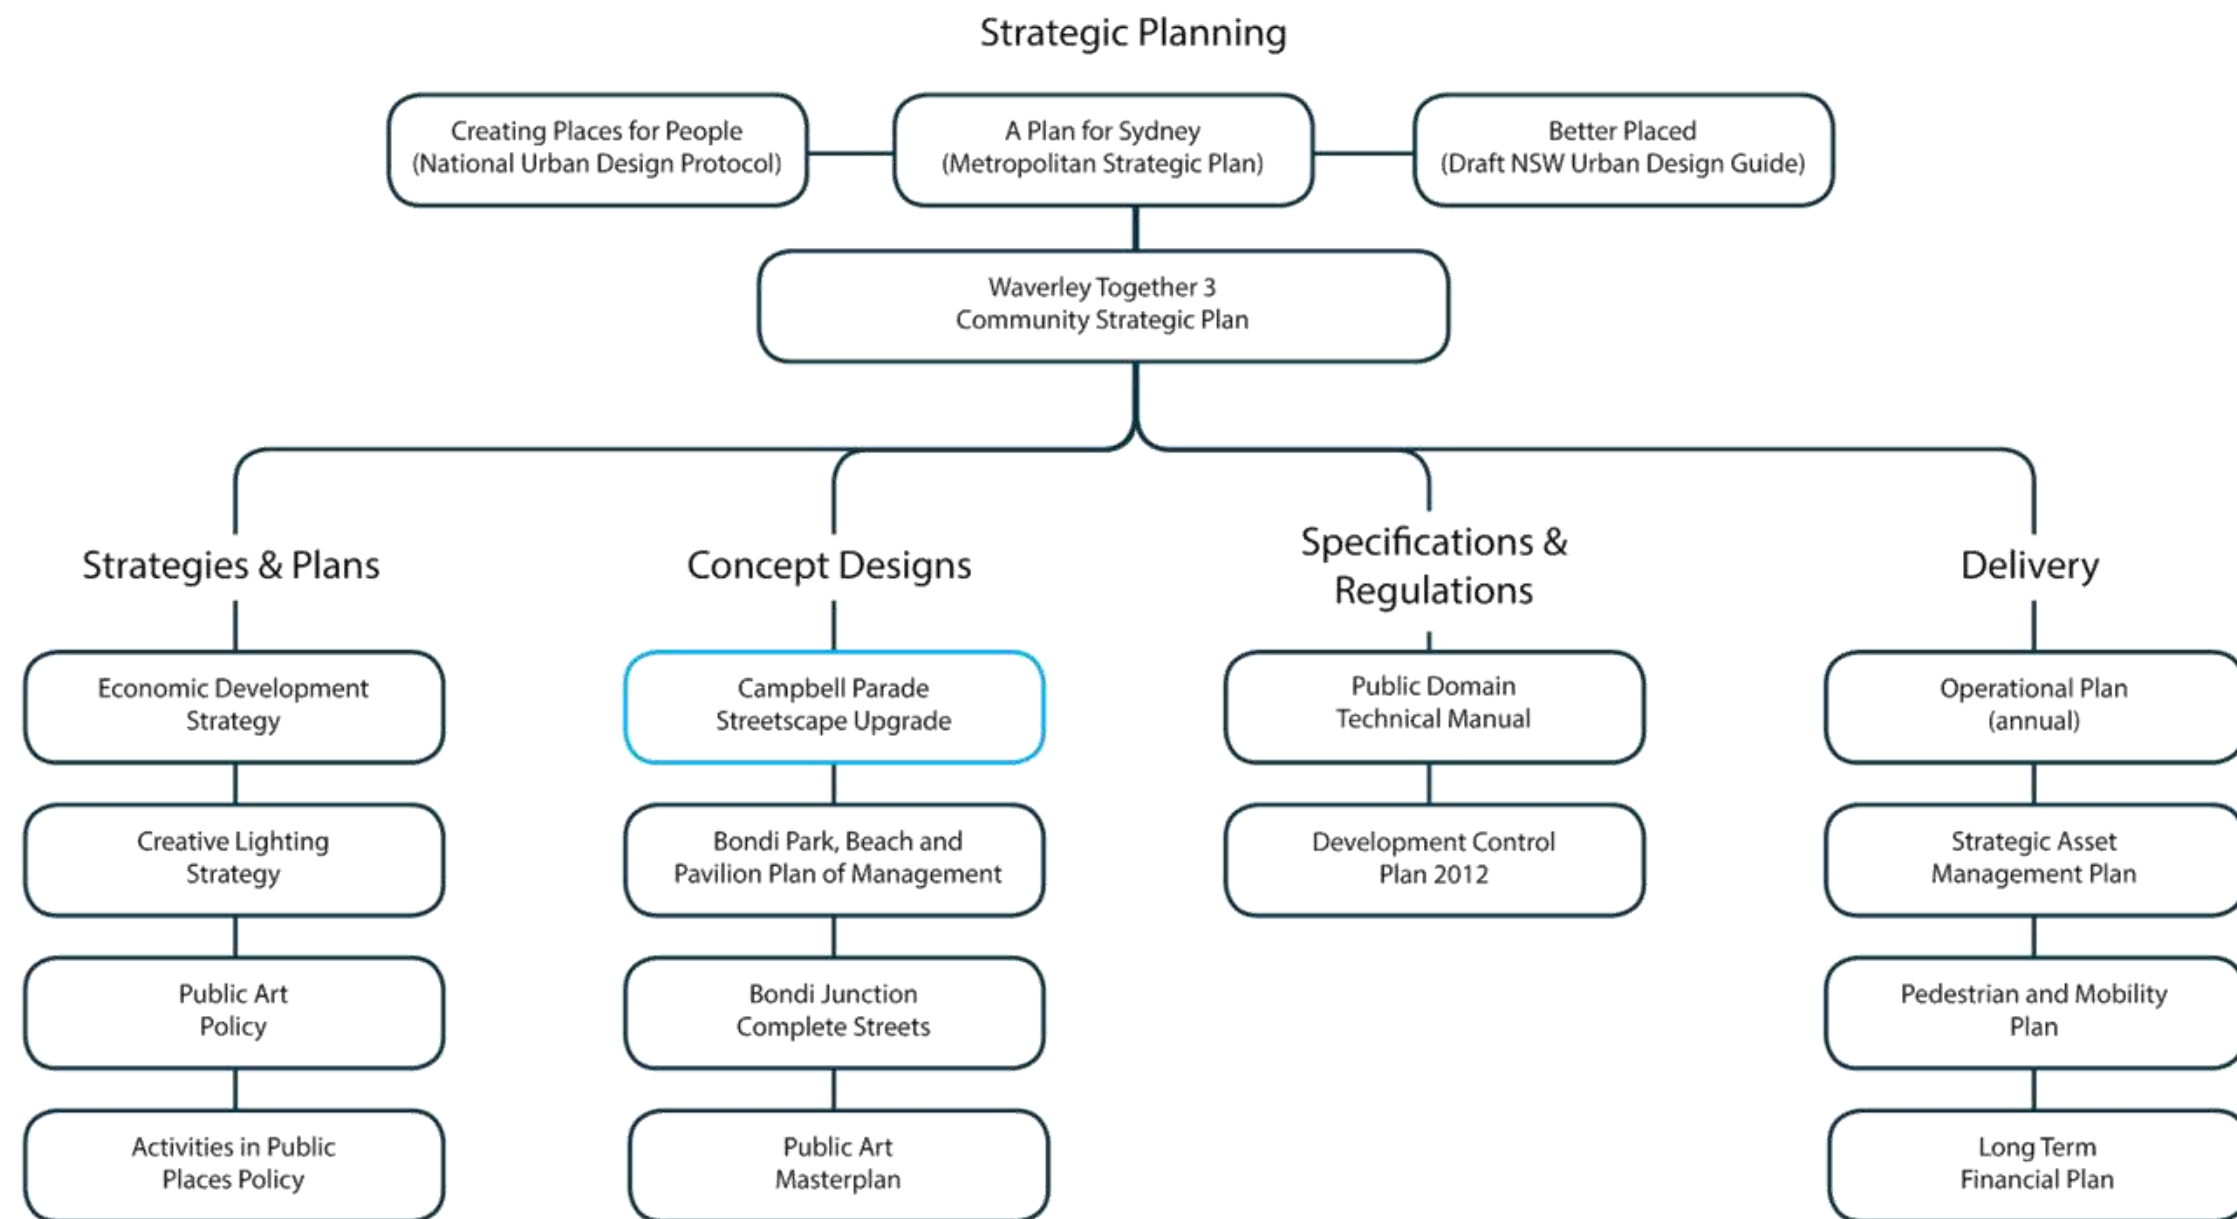 Strategic Planning
Creating Places for People
(National Urban Design Protocol)
A Plan for Sydney
(Metropolitan Strategic Plan)
Better Placed
(Draft NSW Urban Design Guide)
Waverley Together 3
Community Strategic Plan
Strategies & Plans
Economic Development
Strategy
Creative Lighting
Strategy
Public Art
Policy
Activities in Public
Places Policy
Concept Designs
Campbell Parade
Streetscape Upgrade
Bondi Park, Beach and
Pavilion Plan of Management
Bondi Junction
Complete Streets
Public Art
Masterplan
Specifications &
Regulations
Public Domain
Technical Manual
Development Control
Plan 2012
Delivery
Operational Plan
(annual)
Strategic Asset
Management Plan
Pedestrian and Mobility
Plan
Long Term
Financial Plan